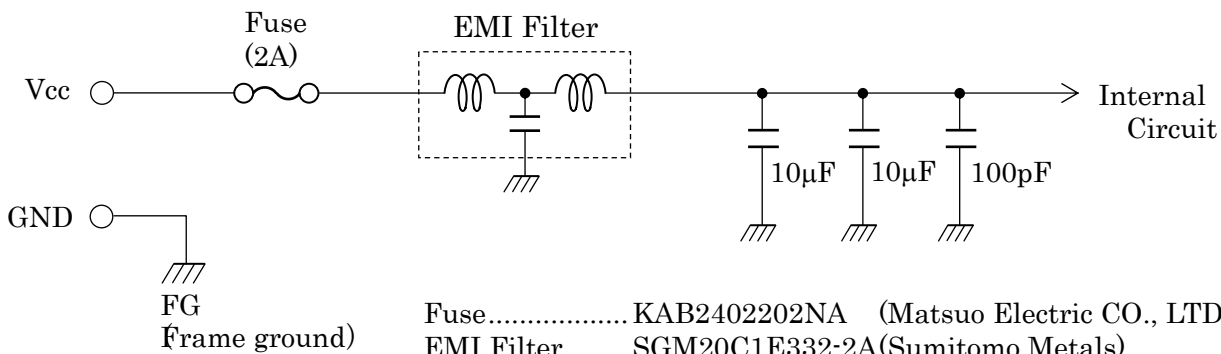 Fuse
(2A)
EMI Filter
Vcc
Internal
Circuit
10μF
10μF
100pF
GND
FG
(Frame ground)
Fuse.................. KAB2402202NA (Matsuo Electric CO., LTD
EMI Filter SGM20C1E332-2A(Sumitomo Metals)